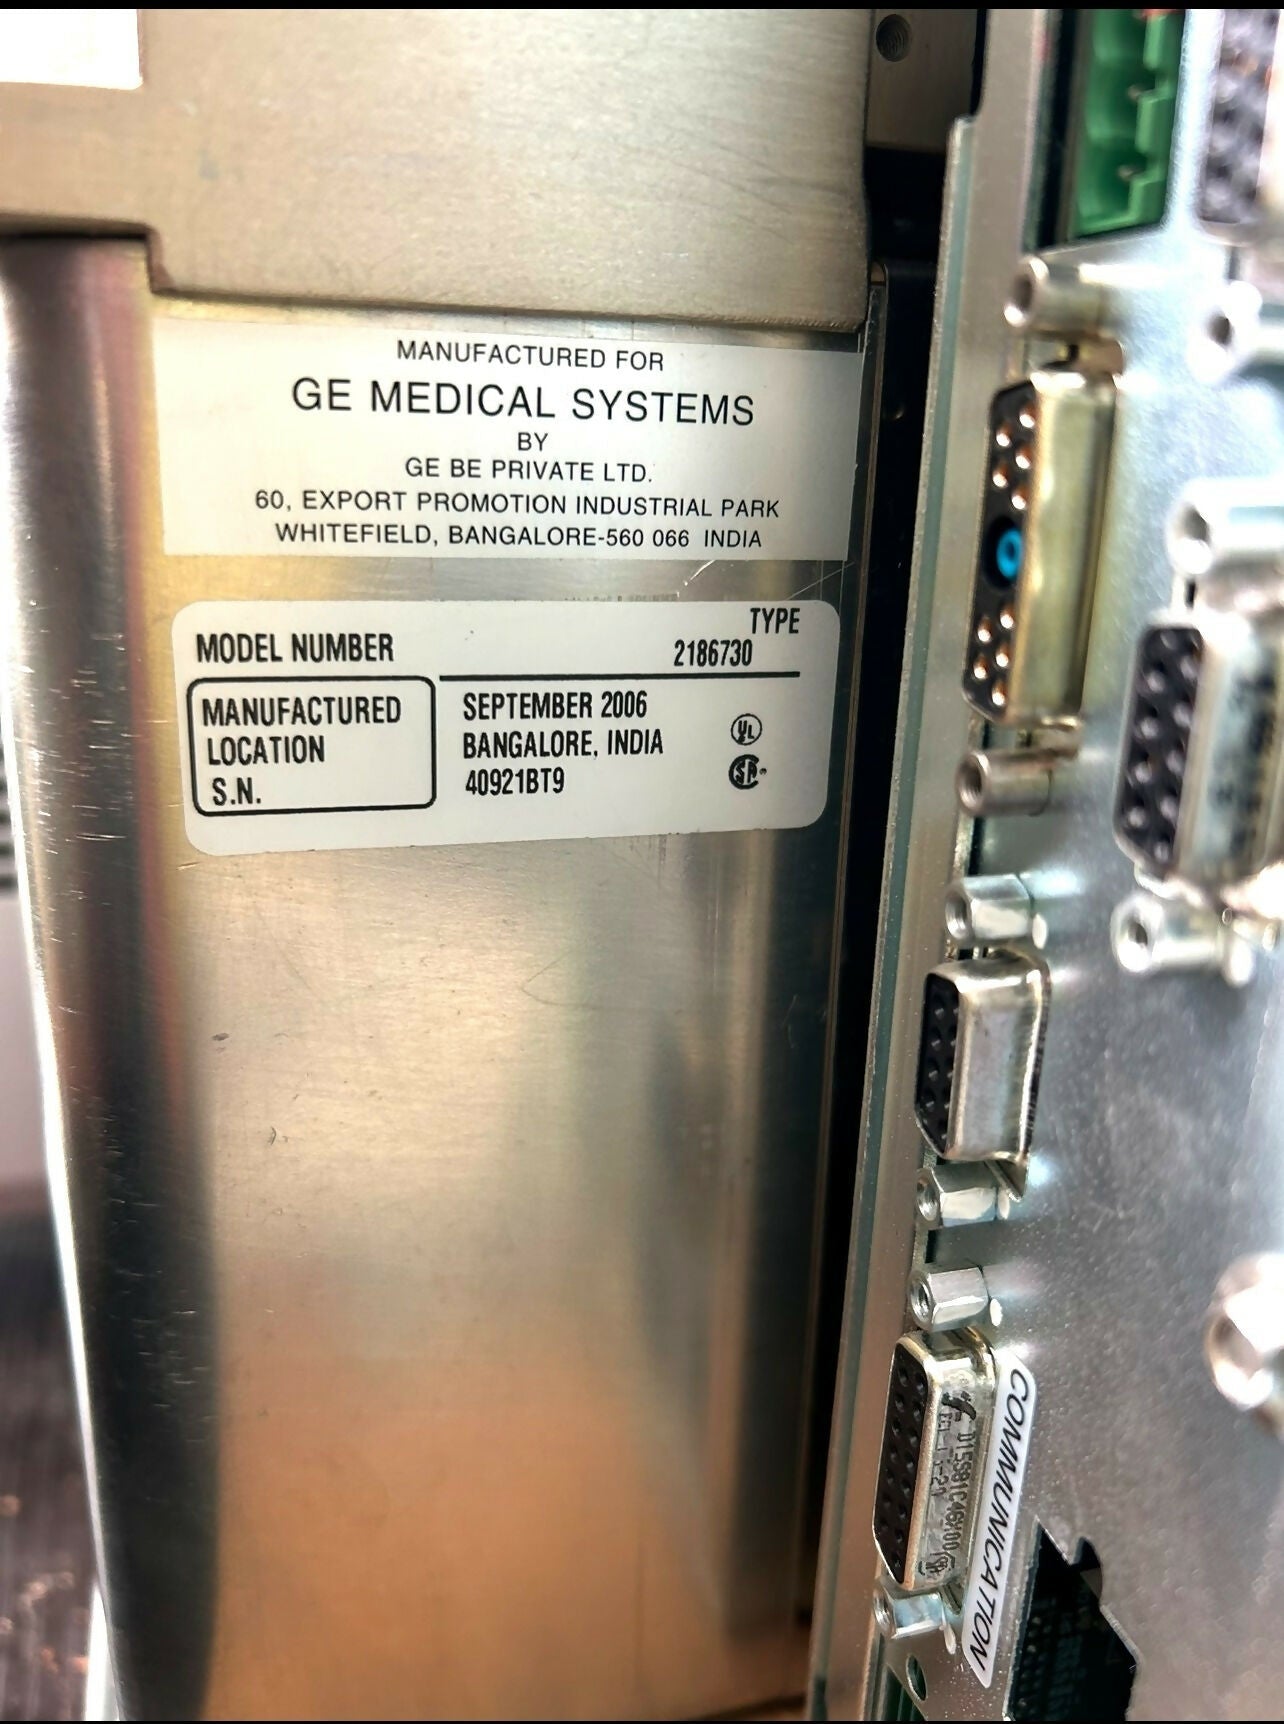 MANUFACTURED FOR
GE MEDICAL SYSTEMS
BY
GE BE PRIVATE LTD.
60, EXPORT PROMOTION INDUSTRIAL PARK
WHITEFIELD, BANGALORE-560 066 INDIA
TYPE
MODEL NUMBER 2186730
MANUFACTURED SEPTEMBER 2006
LOCATION BANGALORE, INDIA
S.N. 40921BT9
UL
COMMUNICATION